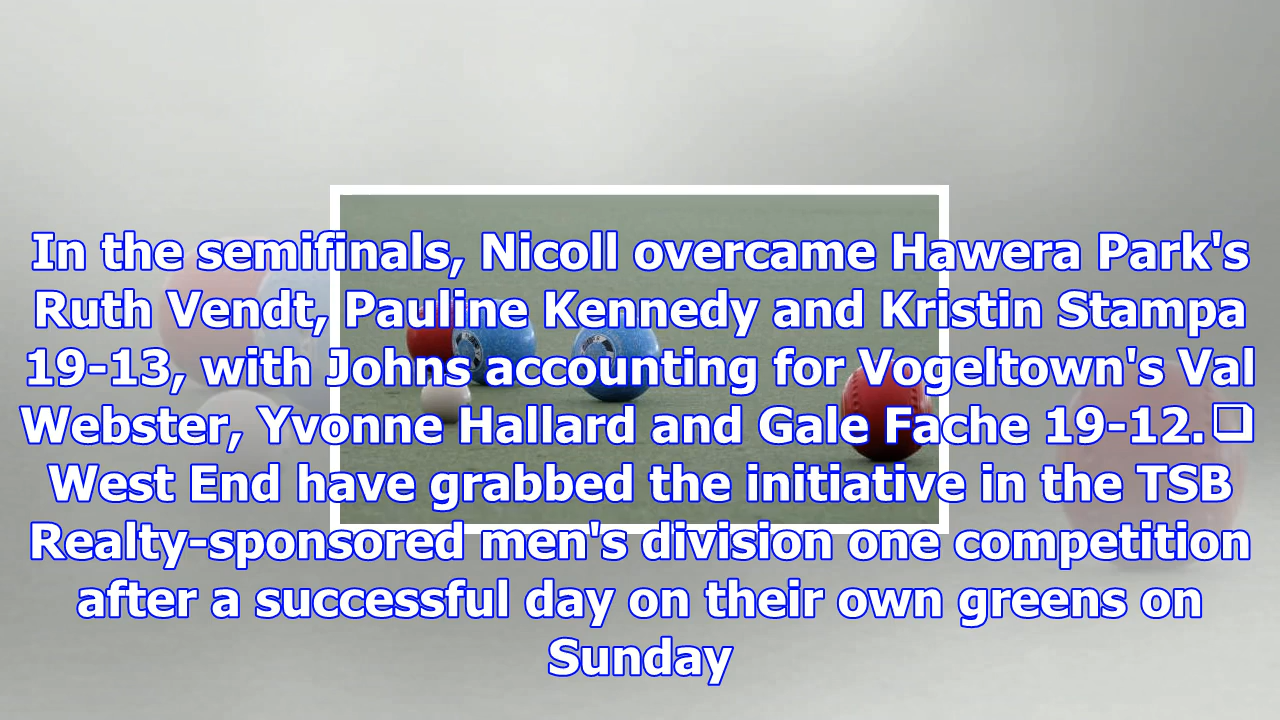 In the semifinals, Nicoll overcame Hawera Park's
Ruth Vendt, Pauline Kennedy and Kristin Stampa
19-13, with Johns accounting for Vogeltown's Val
Webster, Yvonne Hallard and Gale Fache 19-12.❏
West End have grabbed the initiative in the TSB
Realty-sponsored men's division one competition
after a successful day on their own greens on
Sunday